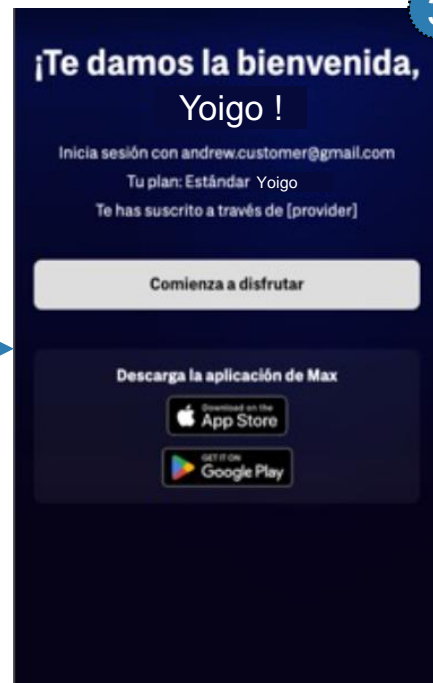 ¡Te damos la bienvenida,
Yoigo !
Inicia sesión con andrew.customer@gmail.com
Tu plan: Estándar Yoigo
Te has suscrito a través de [provider]
Comienza a disfrutar
Descarga la aplicación de Max
Download on the
App Store
GET IT ON
Google Play